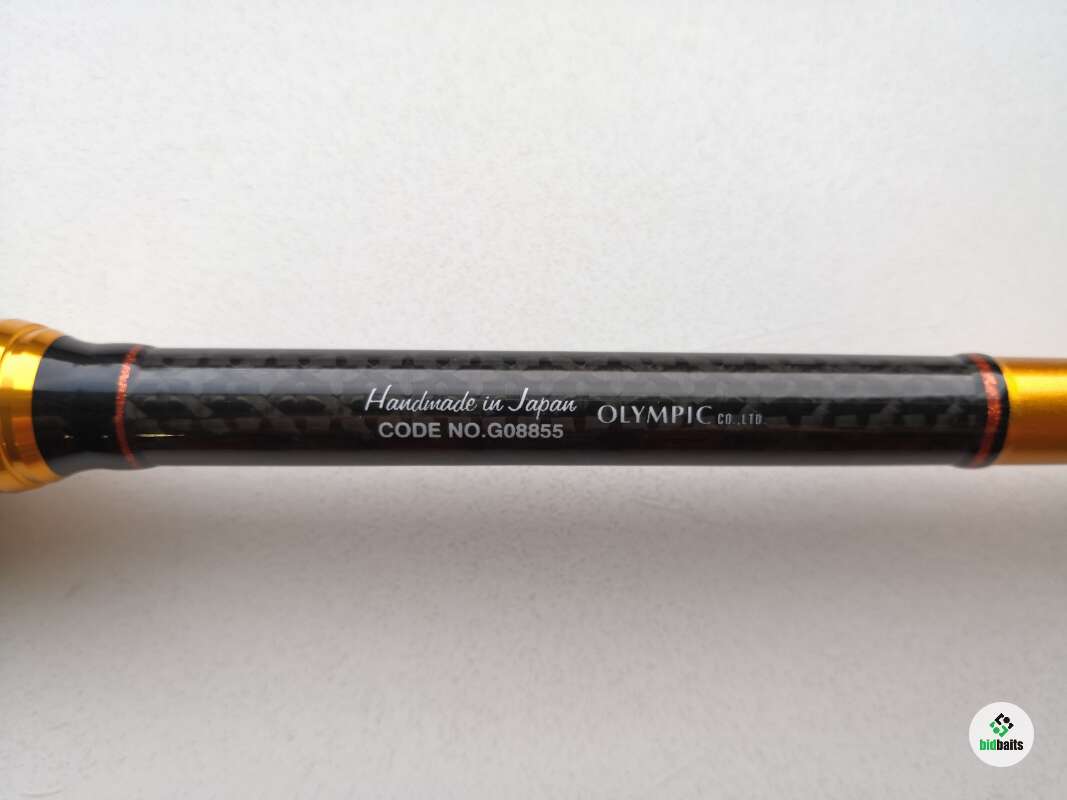 Handmade in Japan
CODE NO.G08855
OLYMPIC CO.,LTD.
bidbaits